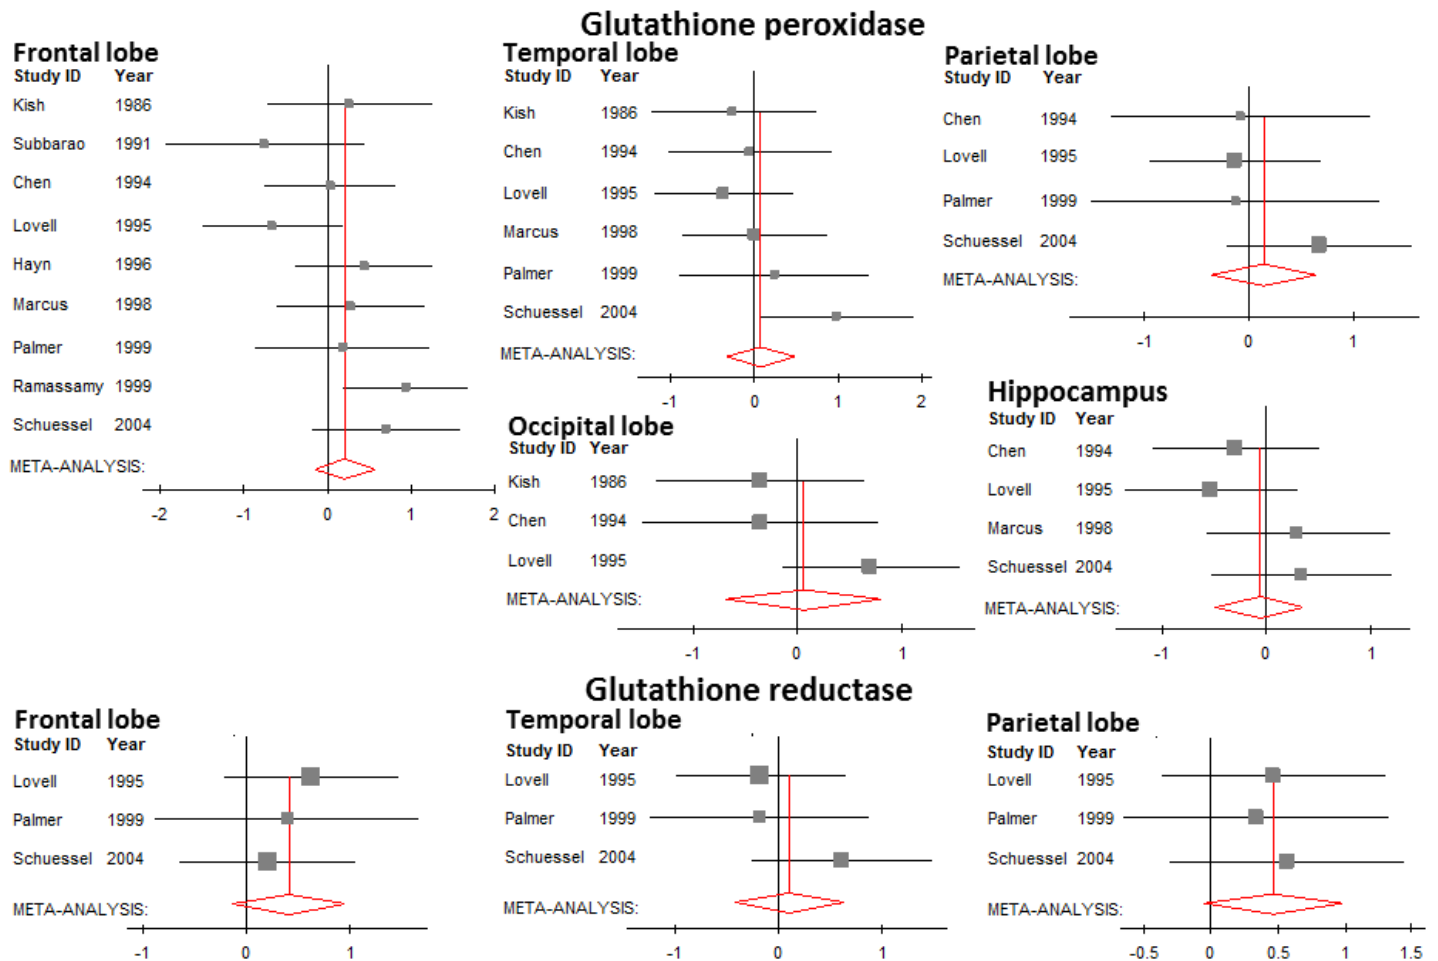 Glutathione peroxidase
Frontal lobe
Study ID Year
Kish 1986
Subbarao 1991
Chen 1994
Lovell 1995
Hayn 1996
Marcus 1998
Palmer 1999
Ramassamy 1999
Schuessel 2004
META-ANALYSIS:
-2 -1 0 1 2
Temporal lobe
Study ID Year
Kish 1986
Chen 1994
Lovell 1995
Marcus 1998
Palmer 1999
Schuessel 2004
META-ANALYSIS:
-1 0 1 2
Parietal lobe
Study ID Year
Chen 1994
Lovell 1995
Palmer 1999
Schuessel 2004
META-ANALYSIS:
-1 0 1
Occipital lobe
Study ID Year
Kish 1986
Chen 1994
Lovell 1995
META-ANALYSIS:
-1 0 1
Hippocampus
Study ID Year
Chen 1994
Lovell 1995
Marcus 1998
Schuessel 2004
META-ANALYSIS:
-1 0 1
Glutathione reductase
Frontal lobe
Study ID Year
Lovell 1995
Palmer 1999
Schuessel 2004
META-ANALYSIS:
-1 0 1
Temporal lobe
Study ID Year
Lovell 1995
Palmer 1999
Schuessel 2004
META-ANALYSIS:
-1 0 1
Parietal lobe
Study ID Year
Lovell 1995
Palmer 1999
Schuessel 2004
META-ANALYSIS:
-0.5 0 0.5 1 1.5